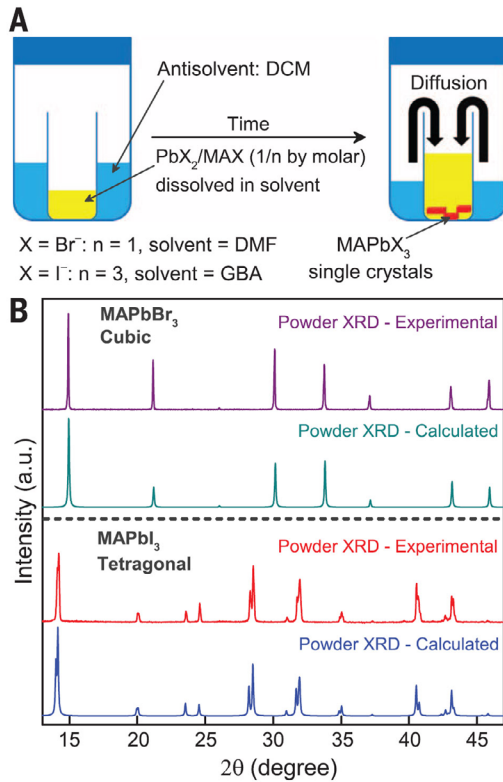 A
Antisolvent: DCM
Diffusion
Time
PbX₂/MAX (1/n by molar)
dissolved in solvent
X = Br⁻: n = 1, solvent = DMF
X = I⁻: n = 3, solvent = GBA
MAPbX₃
single crystals
B
MAPbBr₃
Cubic
Powder XRD - Experimental
Powder XRD - Calculated
MAPbI₃
Tetragonal
Powder XRD - Experimental
Powder XRD - Calculated
Intensity (a.u.)
15 20 25 30 35 40 45
2θ (degree)